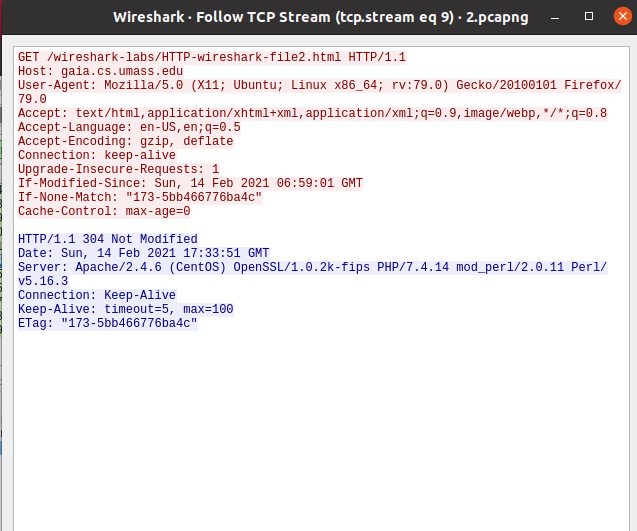 Wireshark · Follow TCP Stream (tcp.stream eq 9) · 2.pcapng
GET /wireshark-labs/HTTP-wireshark-file2.html HTTP/1.1
Host: gaia.cs.umass.edu
User-Agent: Mozilla/5.0 (X11; Ubuntu; Linux x86_64; rv:79.0) Gecko/20100101 Firefox/
79.0
Accept: text/html,application/xhtml+xml,application/xml;q=0.9,image/webp,*/*;q=0.8
Accept-Language: en-US,en;q=0.5
Accept-Encoding: gzip, deflate
Connection: keep-alive
Upgrade-Insecure-Requests: 1
If-Modified-Since: Sun, 14 Feb 2021 06:59:01 GMT
If-None-Match: "173-5bb466776ba4c"
Cache-Control: max-age=0

HTTP/1.1 304 Not Modified
Date: Sun, 14 Feb 2021 17:33:51 GMT
Server: Apache/2.4.6 (CentOS) OpenSSL/1.0.2k-fips PHP/7.4.14 mod_perl/2.0.11 Perl/
v5.16.3
Connection: Keep-Alive
Keep-Alive: timeout=5, max=100
ETag: "173-5bb466776ba4c"